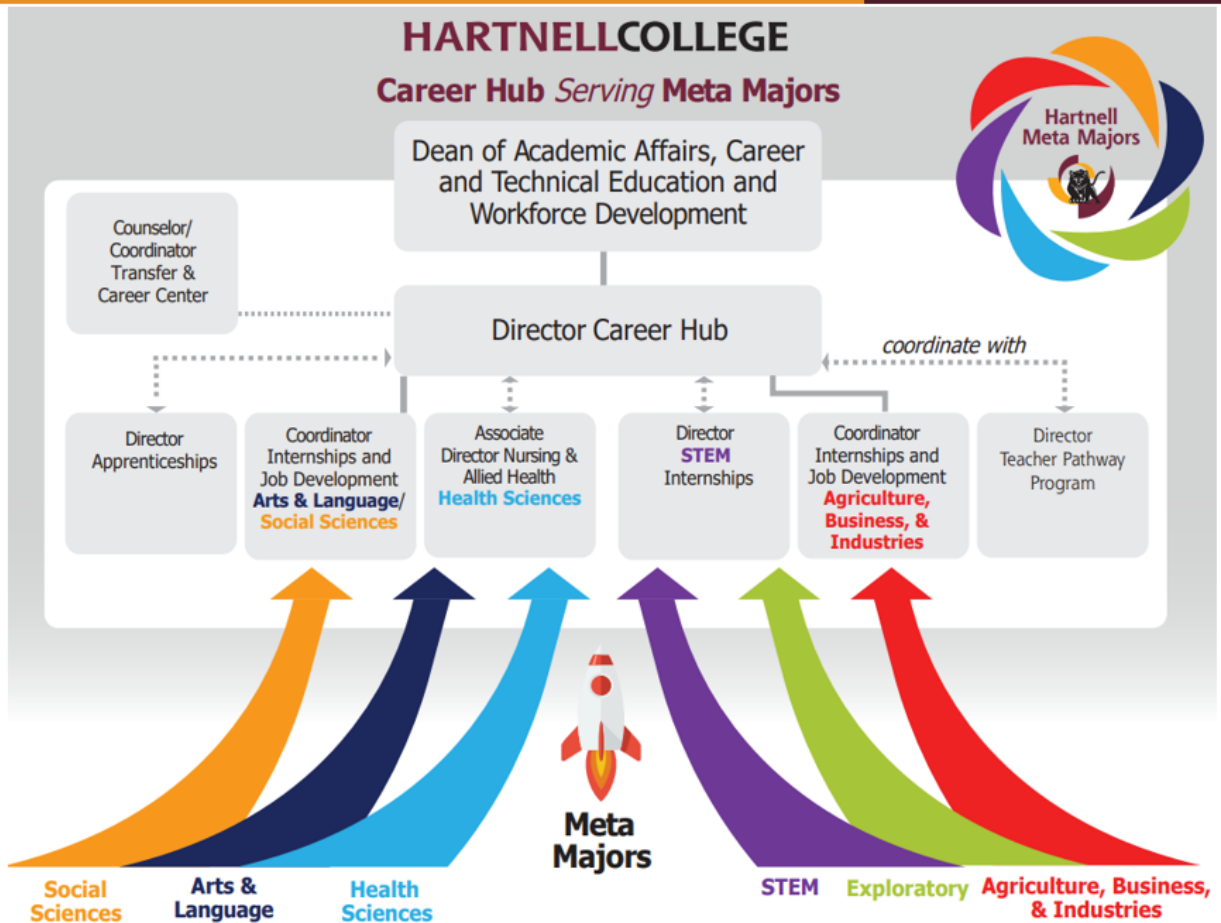 HARTNELLCOLLEGE
Career Hub Serving Meta Majors
Hartnell
Meta Majors
Dean of Academic Affairs, Career
and Technical Education and
Workforce Development
Counselor/
Coordinator
Transfer &
Career Center
Director Career Hub
coordinate with
Director
Apprenticeships
Coordinator
Internships and
Job Development
Arts & Language/
Social Sciences
Associate
Director Nursing &
Allied Health
Health Sciences
Director
STEM
Internships
Coordinator
Internships and
Job Development
Agriculture,
Business, &
Industries
Director
Teacher Pathway
Program
Meta
Majors
Social
Sciences
Arts &
Language
Health
Sciences
STEM
Exploratory
Agriculture, Business,
& Industries